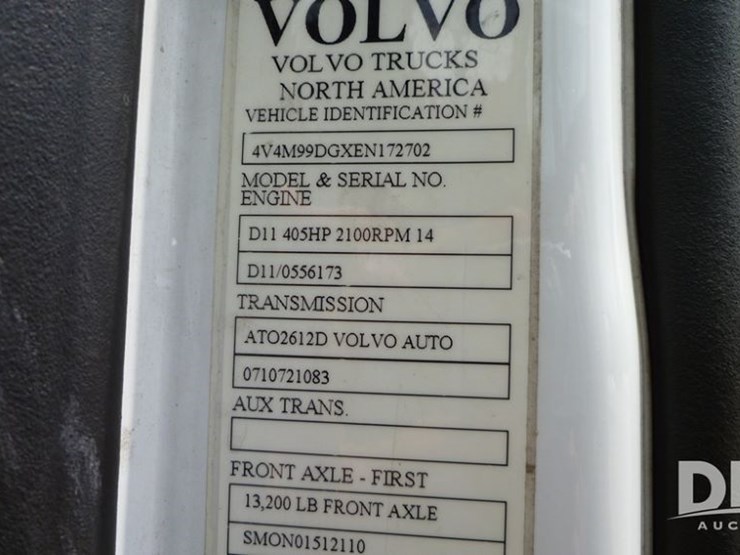 VOLVO
VOLVO TRUCKS
NORTH AMERICA
VEHICLE IDENTIFICATION #
4V4M99DGXEN172702
MODEL & SERIAL NO.
ENGINE
D11 405HP 2100RPM 14
D11/0556173
TRANSMISSION
ATO2612D VOLVO AUTO
0710721083
AUX TRANS.
FRONT AXLE - FIRST
13,200 LB FRONT AXLE
SMON01512110